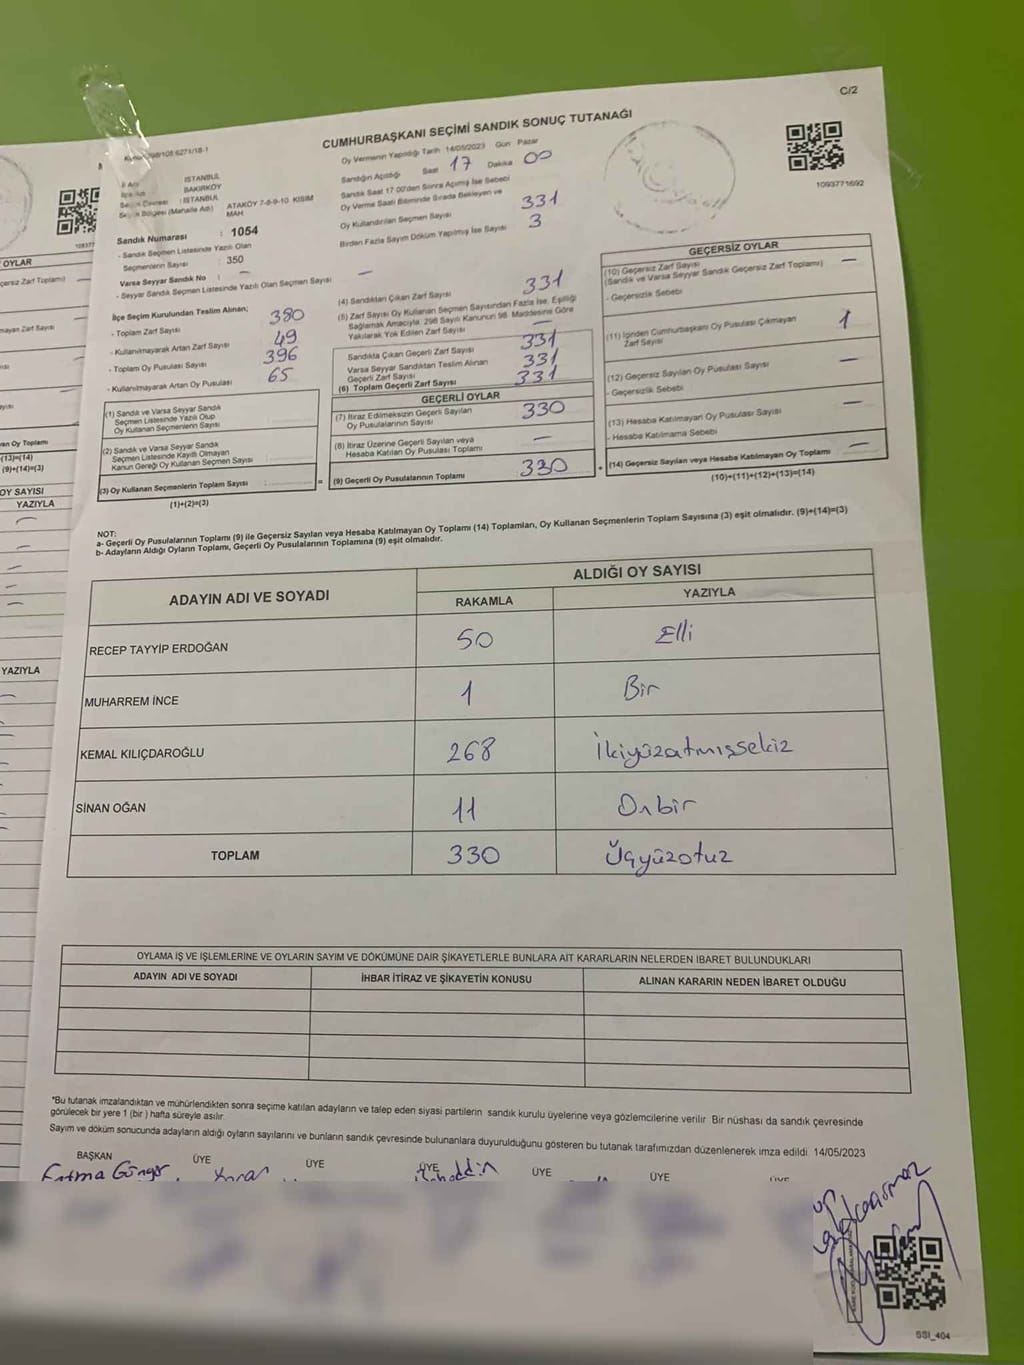 C/2
CUMHURBAŞKANI SEÇİMİ SANDIK SONUÇ TUTANAĞI
Oy Vermenin Yapıldığı Tarih 14/05/2023 Gün Pazar
Sandığın Açıldığı Saat 17 Dakika 00
Sandık Saat 17:00'den Sonra Açılmış İse Sebebi
Oy Verme Saati Bitiminde Sırada Bekleyen ve
Oy Kullandırılan Seçmen Sayısı 331
Birden Fazla Sayım Döküm Yapılmış İse Sayısı 3
1093771692
İSTANBUL
BAKIRKÖY
Seçim Çevresi : İSTANBUL
Seçim Bölgesi (Mahalle Adı) ATAKÖY 7-8-9-10 KISIM
MAH
Sandık Numarası : 1054
- Sandık Seçmen Listesinde Yazılı Olan
Seçmenlerin Sayısı : 350
Varsa Seyyar Sandık No : —
- Seyyar Sandık Seçmen Listesinde Yazılı Olan Seçmen Sayısı —
İlçe Seçim Kurulundan Teslim Alınan;
- Toplam Zarf Sayısı 380
- Kullanılmayarak Artan Zarf Sayısı 49
- Toplam Oy Pusulası Sayısı 396
- Kullanılmayarak Artan Oy Pusulası 65
(1) Sandık ve Varsa Seyyar Sandık
Seçmen Listesinde Yazılı Olup
Oy Kullanan Seçmenlerin Sayısı
(2) Sandık ve Varsa Seyyar Sandık
Seçmen Listesinde Kayıtlı Olmayan
Kanun Gereği Oy Kullanan Seçmen Sayısı
(3) Oy Kullanan Seçmenlerin Toplam Sayısı =
(1)+(2)=(3)
(4) Sandıktan Çıkan Zarf Sayısı 331
(5) Zarf Sayısı Oy Kullanan Seçmen Sayısından Fazla İse, Eşitliği
Sağlamak Amacıyla; 298 Sayılı Kanunun 98. Maddesine Göre
Yakılarak Yok Edilen Zarf Sayısı —
Sandıkta Çıkan Geçerli Zarf Sayısı 331
Varsa Seyyar Sandıktan Teslim Alınan
Geçerli Zarf Sayısı 331
(6) Toplam Geçerli Zarf Sayısı 331
GEÇERLİ OYLAR
(7) İtiraz Edilmeksizin Geçerli Sayılan
Oy Pusulalarının Sayısı 330
(8) İtiraz Üzerine Geçerli Sayılan veya
Hesaba Katılan Oy Pusulası Toplamı —
(9) Geçerli Oy Pusulalarının Toplamı 330 +
GEÇERSİZ OYLAR
(10) Geçersiz Zarf Sayısı
(Sandık ve Varsa Seyyar Sandık Geçersiz Zarf Toplamı) —
- Geçersizlik Sebebi
(11) İçinden Cumhurbaşkanı Oy Pusulası Çıkmayan
Zarf Sayısı 1
(12) Geçersiz Sayılan Oy Pusulası Sayısı —
- Geçersizlik Sebebi
(13) Hesaba Katılmayan Oy Pusulası Sayısı —
- Hesaba Katılmama Sebebi
(14) Geçersiz Sayılan veya Hesaba Katılmayan Oy Toplamı —
(10)+(11)+(12)+(13)=(14)
NOT:
a- Geçerli Oy Pusulalarının Toplamı (9) ile Geçersiz Sayılan veya Hesaba Katılmayan Oy Toplamı (14) Toplamları, Oy Kullanan Seçmenlerin Toplam Sayısına (3) eşit olmalıdır. (9)+(14)=(3)
b- Adayların Aldığı Oyların Toplamı, Geçerli Oy Pusulalarının Toplamına (9) eşit olmalıdır.
ADAYIN ADI VE SOYADI ALDIĞI OY SAYISI
RAKAMLA YAZIYLA
RECEP TAYYİP ERDOĞAN 50 Elli
MUHARREM İNCE 1 Bir
KEMAL KILIÇDAROĞLU 268 İkiyüzatmışsekiz
SİNAN OĞAN 11 Onbir
TOPLAM 330 Üçyüzotuz
OYLAMA İŞ VE İŞLEMLERİNE VE OYLARIN SAYIM VE DÖKÜMÜNE DAİR ŞİKAYETLERLE BUNLARA AİT KARARLARIN NELERDEN İBARET BULUNDUKLARI
ADAYIN ADI VE SOYADI İHBAR İTİRAZ VE ŞİKAYETİN KONUSU ALINAN KARARIN NEDEN İBARET OLDUĞU
*Bu tutanak imzalandıktan ve mühürlendikten sonra seçime katılan adayların ve talep eden siyasi partilerin sandık kurulu üyelerine veya gözlemcilerine verilir. Bir nüshası da sandık çevresinde
görülecek bir yere 1 (bir) hafta süreyle asılır.
Sayım ve döküm sonucunda adayların aldığı oyların sayılarını ve bunların sandık çevresinde bulunanlara duyurulduğunu gösteren bu tutanak tarafımızdan düzenlenerek imza edildi. 14/05/2023
BAŞKAN ÜYE ÜYE ÜYE ÜYE ÜYE
Fatma Güngör
SSI_404
OYLAR
OY SAYISI
YAZIYLA
YAZIYLA